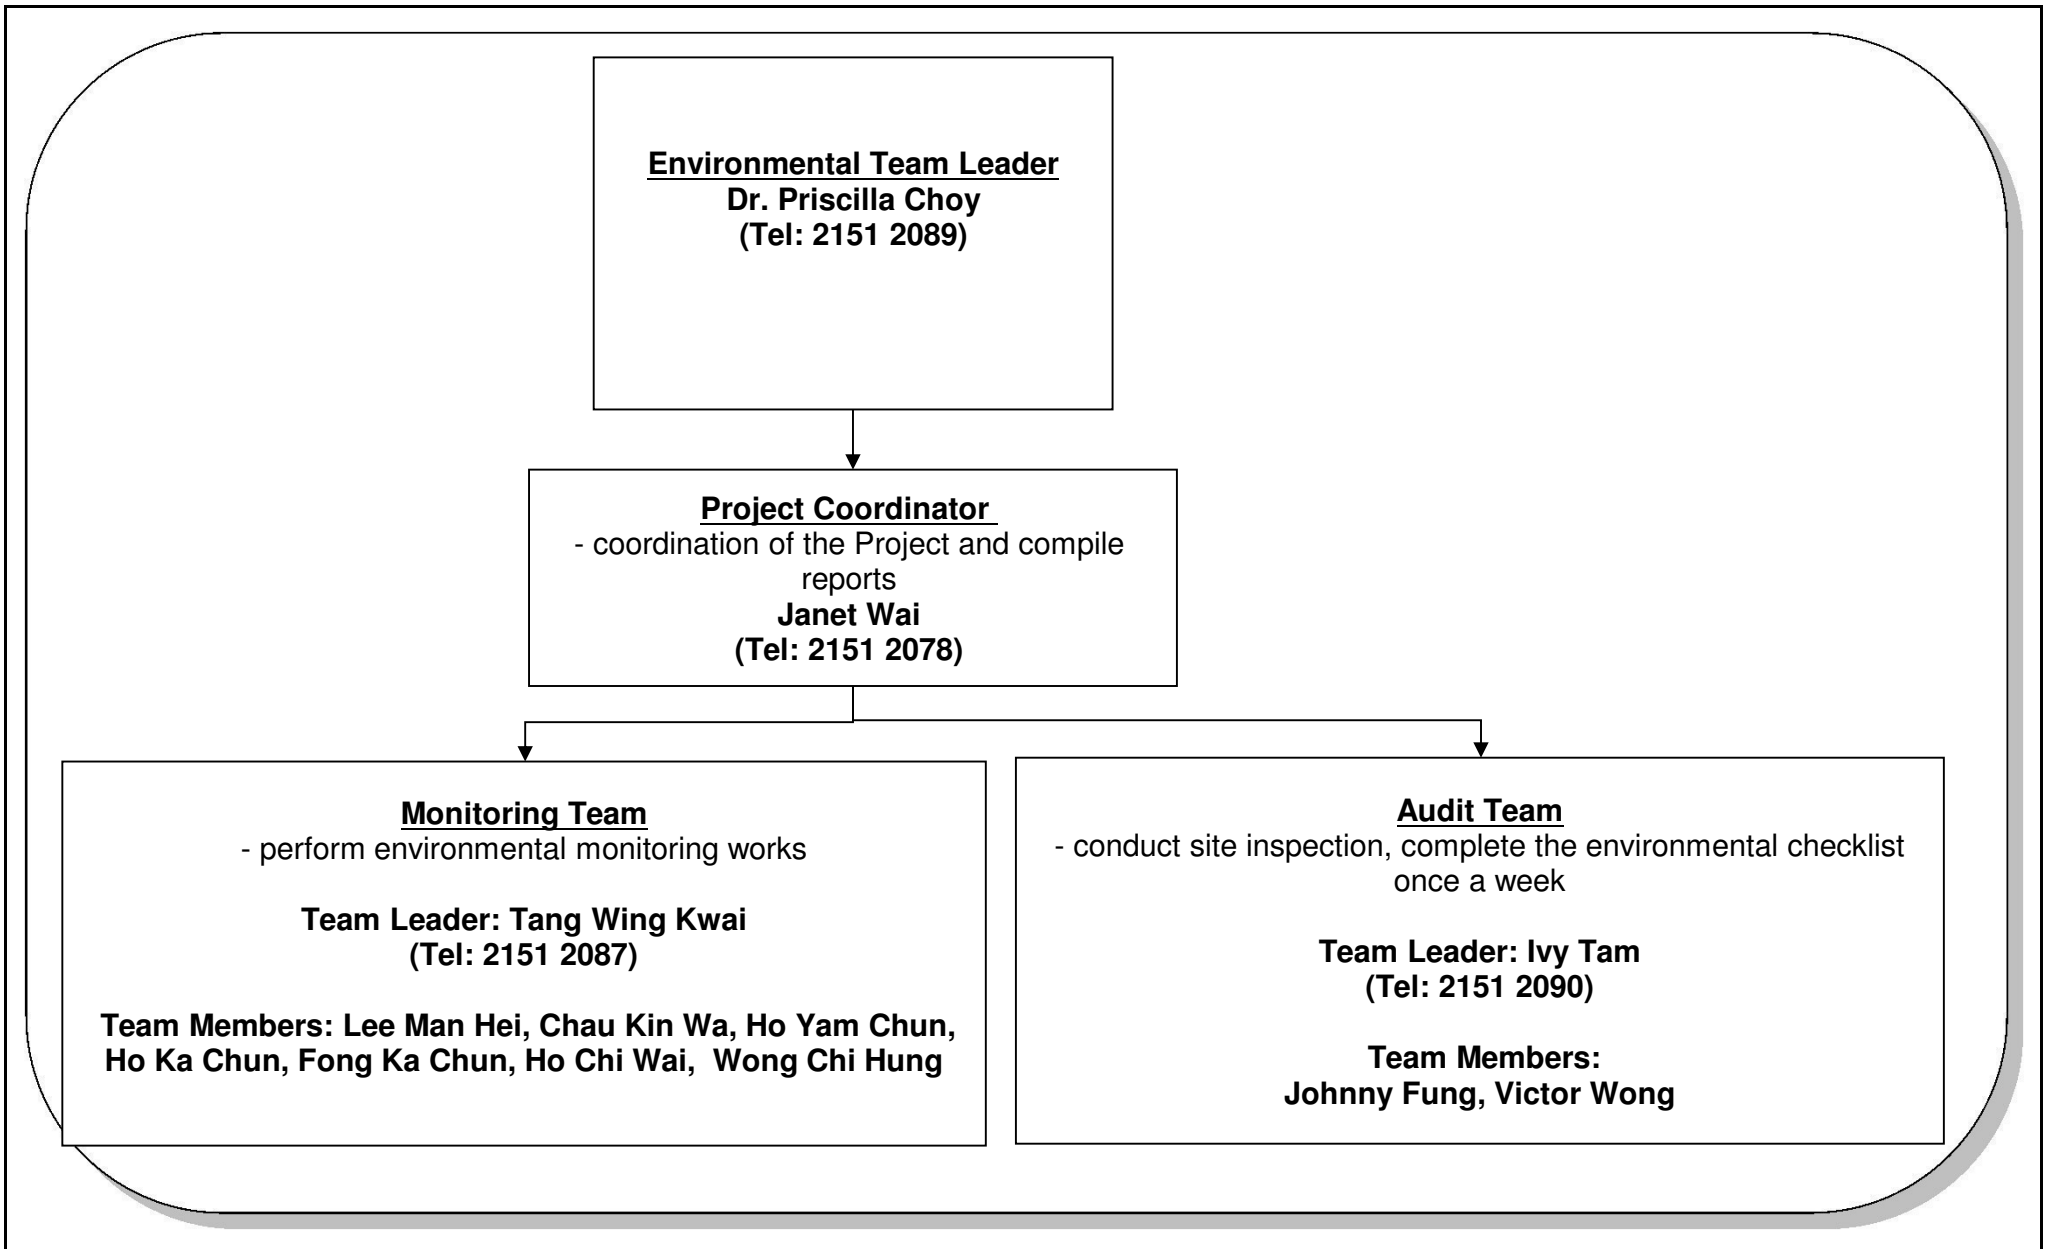 Environmental Team Leader
Dr. Priscilla Choy
(Tel: 2151 2089)
Project Coordinator
- coordination of the Project and compile
reports
Janet Wai
(Tel: 2151 2078)
Monitoring Team
- perform environmental monitoring works
Team Leader: Tang Wing Kwai
(Tel: 2151 2087)
Team Members: Lee Man Hei, Chau Kin Wa, Ho Yam Chun,
Ho Ka Chun, Fong Ka Chun, Ho Chi Wai,  Wong Chi Hung
Audit Team
- conduct site inspection, complete the environmental checklist
once a week
Team Leader: Ivy Tam
(Tel: 2151 2090)
Team Members:
Johnny Fung, Victor Wong